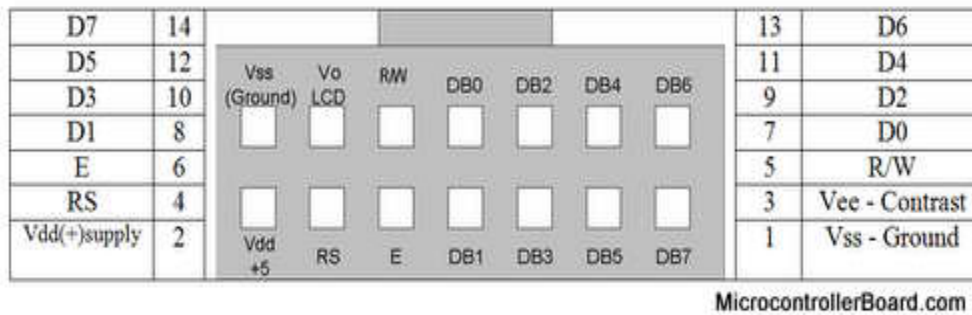 D7 14
D5 12
D3 10
D1 8
E 6
RS 4
Vdd(+)supply 2
Vss Vo R/W DB0 DB2 DB4 DB6
(Ground) LCD
Vdd RS E DB1 DB3 DB5 DB7
+5
13 D6
11 D4
9 D2
7 D0
5 R/W
3 Vee - Contrast
1 Vss - Ground
MicrocontrollerBoard.com